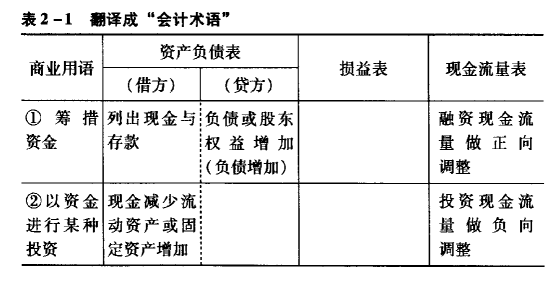 表2-1 翻译成“会计术语”
商业用语
资产负债表
(借方)
(贷方)
损益表
现金流量表
① 筹措
资金
列出现金与
存款
负债或股东
权益增加
(负债增加)
融资现金流
量做正向
调整
②以资金
进行某种
投资
现金减少流
动资产或固
定资产增加
投资现金流
量做负向
调整